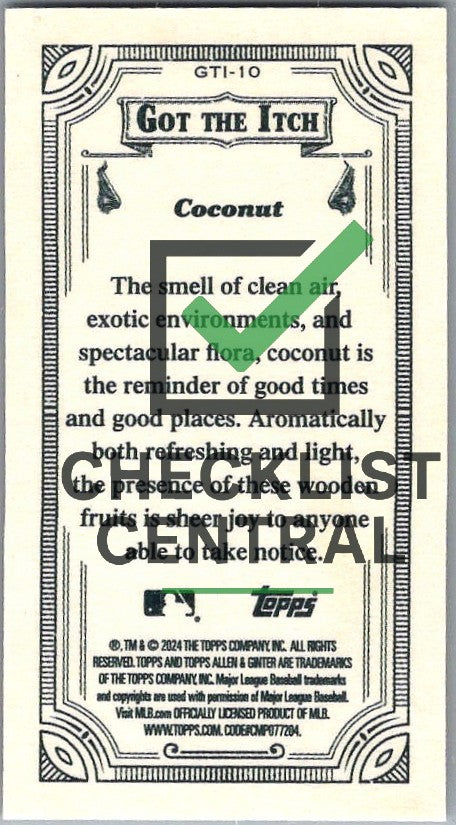 GTI-10
GOT THE ITCH
Coconut
The smell of clean air,
exotic environments, and
spectacular flora, coconut is
the reminder of good times
and good places. Aromatically
both refreshing and light,
the presence of these wooden
fruits is sheer joy to anyone
able to take notice.
CHECKLIST
CENTRAL
topps
®, TM & © 2024 THE TOPPS COMPANY, INC. ALL RIGHTS
RESERVED. TOPPS AND TOPPS ALLEN & GINTER ARE TRADEMARKS
OF THE TOPPS COMPANY, INC. Major League Baseball trademarks
and copyrights are used with permission of Major League Baseball.
Visit MLB.com OFFICIALLY LICENSED PRODUCT OF MLB.
WWW.TOPPS.COM. CODE#CMP077204.